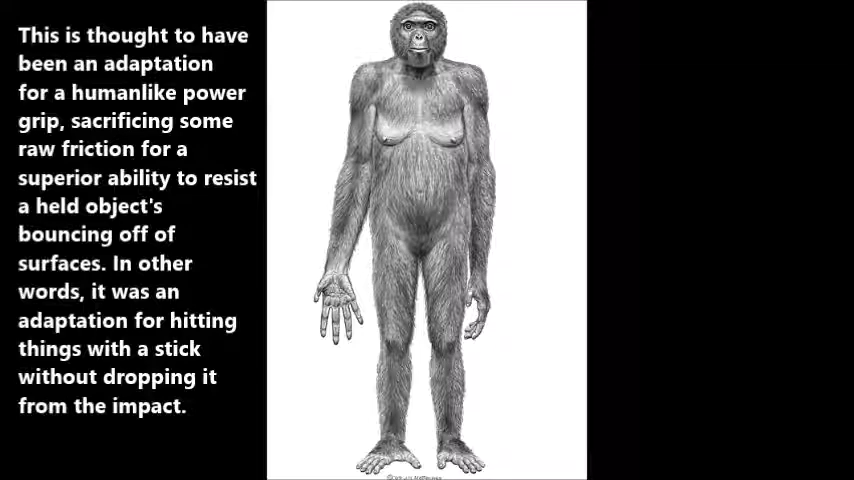 This is thought to have
been an adaptation
for a humanlike power
grip, sacrificing some
raw friction for a
superior ability to resist
a held object's
bouncing off of
surfaces. In other
words, it was an
adaptation for hitting
things with a stick
without dropping it
from the impact.